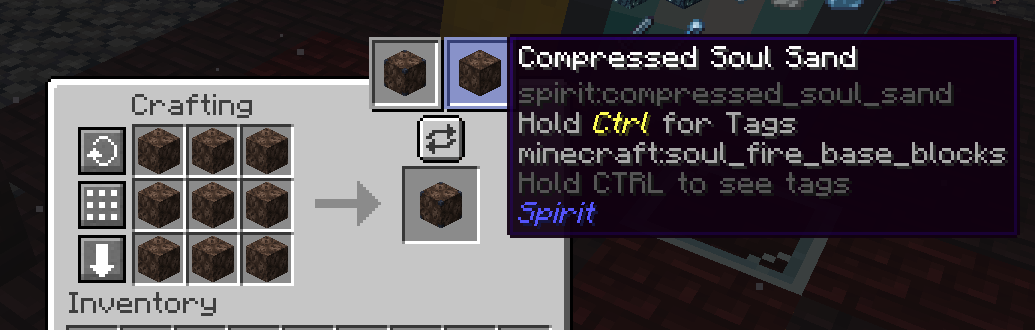 Compressed Soul Sand
spirit:compressed_soul_sand
Hold Ctrl for Tags
minecraft:soul_fire_base_blocks
Hold CTRL to see tags
Spirit
Crafting
Inventory